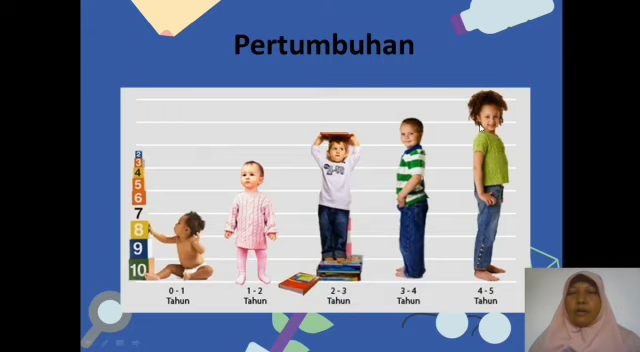 Pertumbuhan
2
3
4
5
6
7
8
9
10
0 - 1
Tahun
1 - 2
Tahun
2 - 3
Tahun
3 - 4
Tahun
4 - 5
Tahun